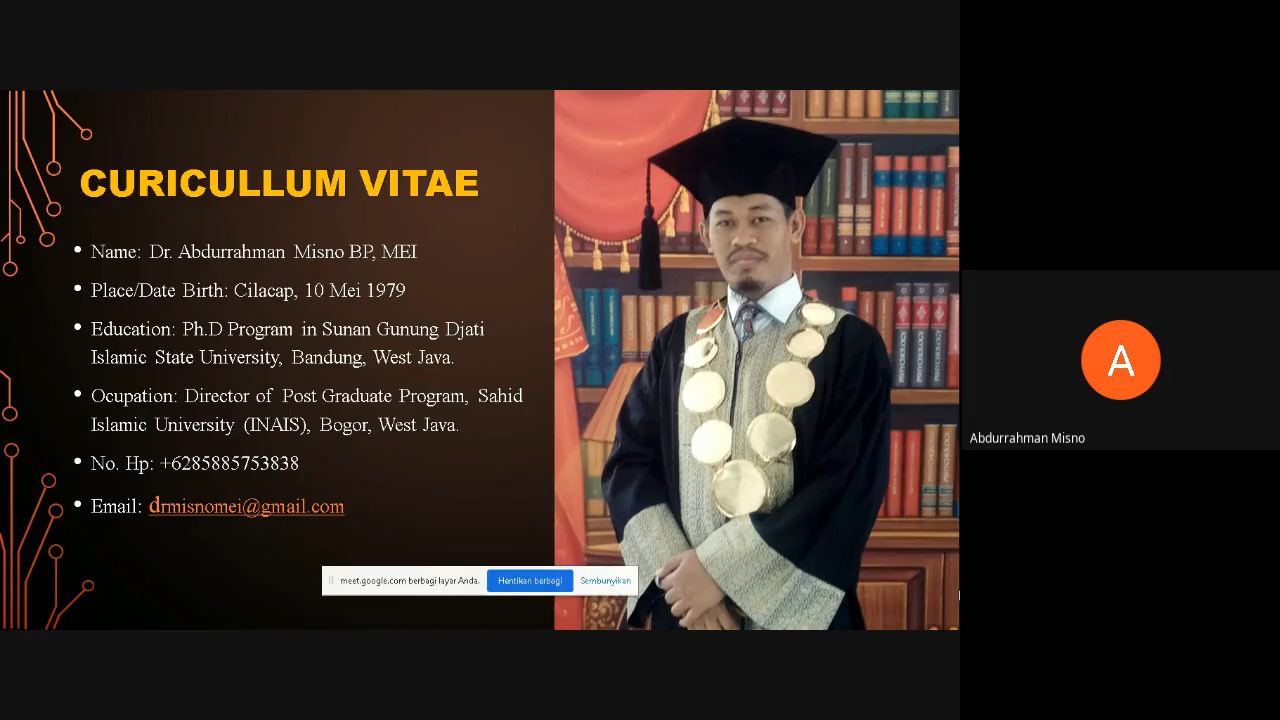 CURICULLUM VITAE
• Name: Dr. Abdurrahman Misno BP, MEI
• Place/Date Birth: Cilacap, 10 Mei 1979
• Education: Ph.D Program in Sunan Gunung Djati
Islamic State University, Bandung, West Java.
• Ocupation: Director of Post Graduate Program, Sahid
Islamic University (INAIS), Bogor, West Java.
• No. Hp: +6285885753838
• Email: drmisnomei@gmail.com
meet.google.com berbagi layar Anda.
Hentikan berbagi
Sembunyikan
A
Abdurrahman Misno